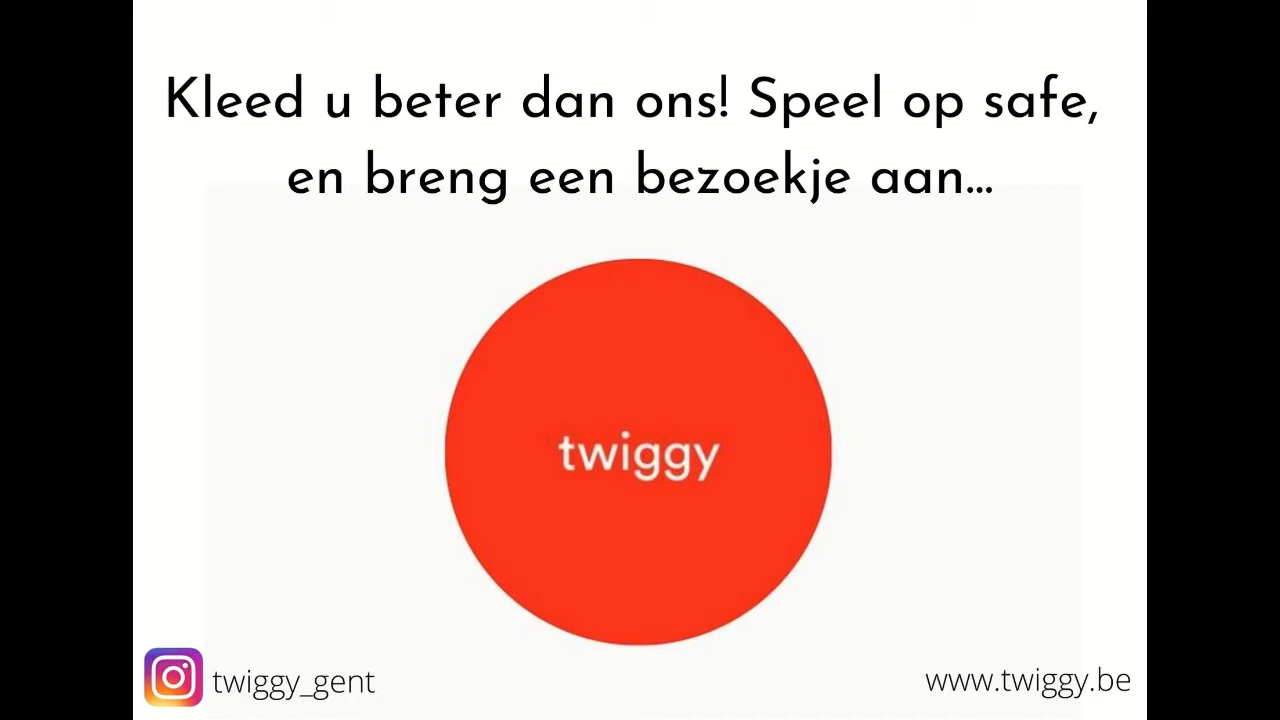 Kleed u beter dan ons! Speel op safe,
en breng een bezoekje aan...
twiggy
twiggy_gent
www.twiggy.be